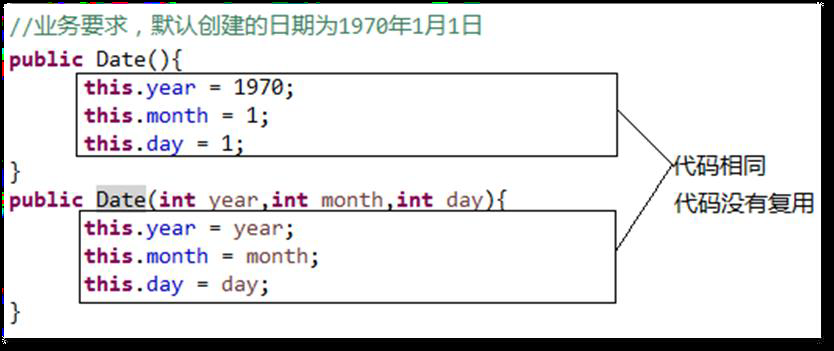 //业务要求，默认创建的日期为1970年1月1日
public Date(){
this.year = 1970;
this.month = 1;
this.day = 1;
}
代码相同
public Date(int year,int month,int day){
代码没有复用
this.year = year;
this.month = month;
this.day = day;
}